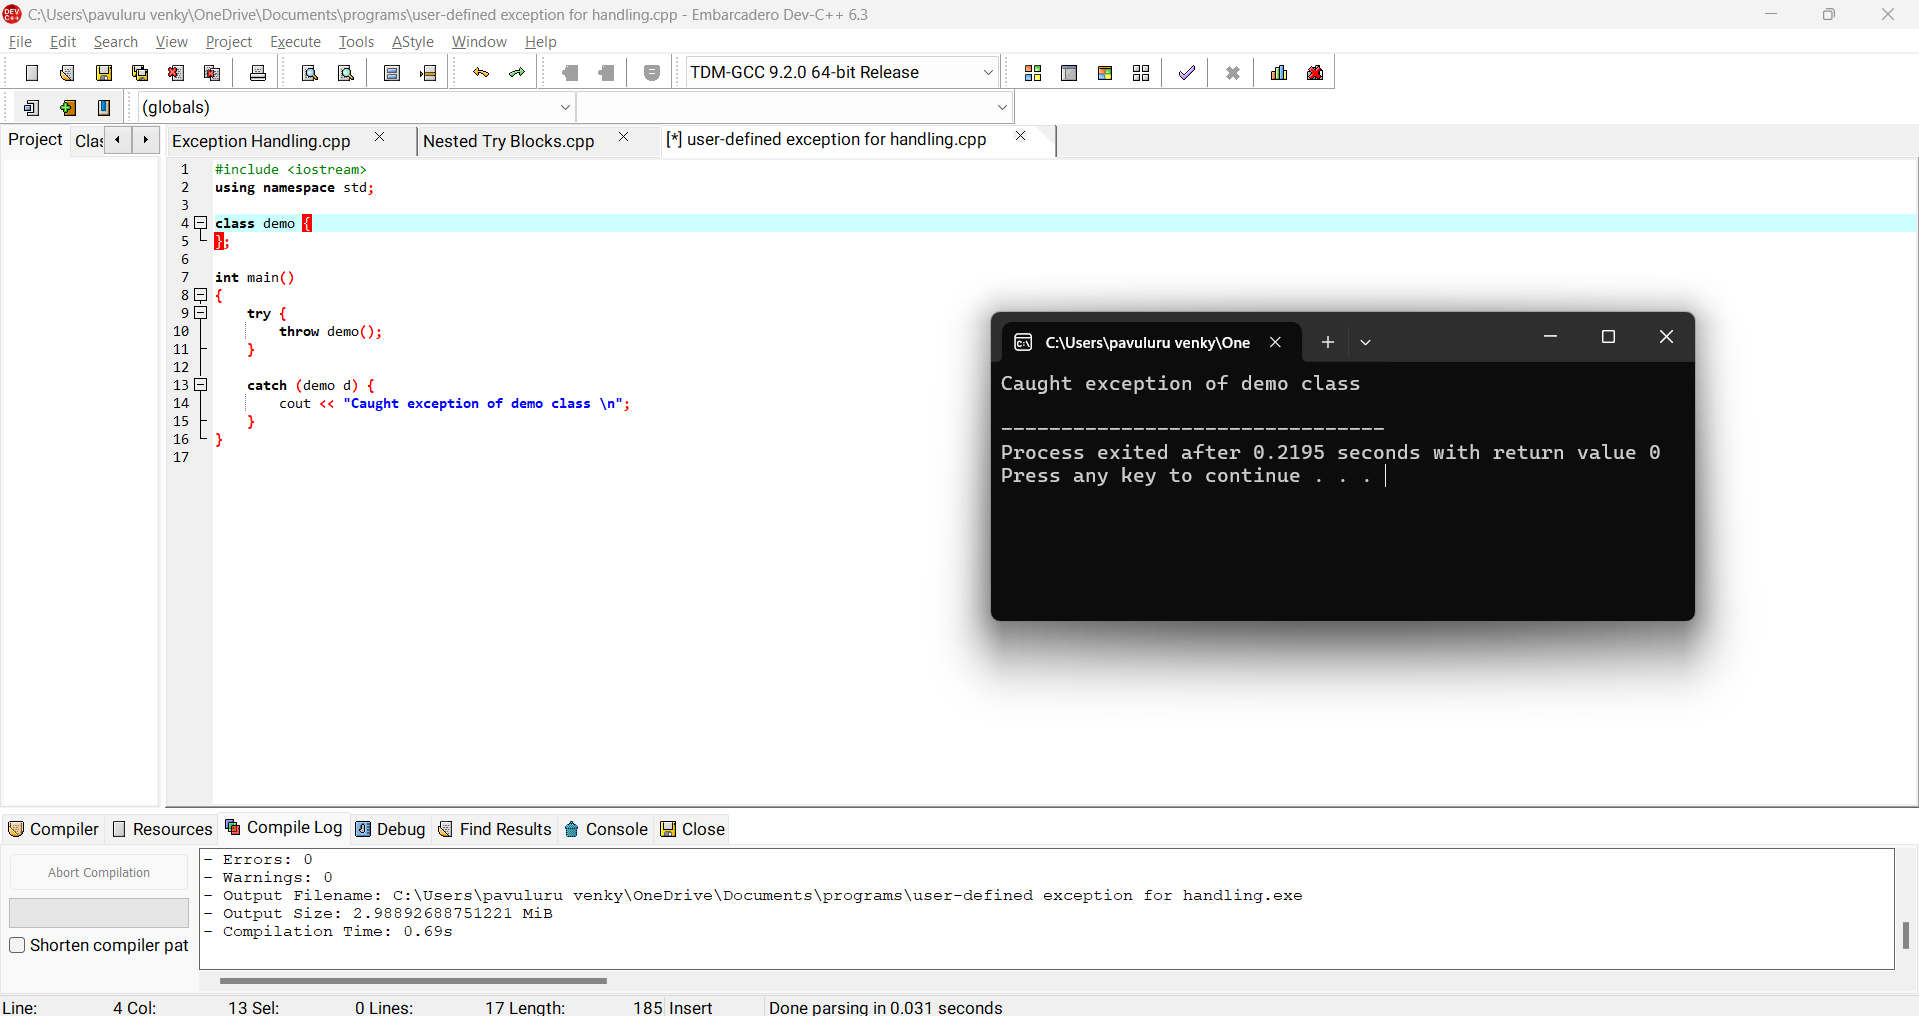 C:\Users\pavuluru venky\OneDrive\Documents\programs\user-defined exception for handling.cpp - Embarcadero Dev-C++ 6.3
File Edit Search View Project Execute Tools AStyle Window Help
TDM-GCC 9.2.0 64-bit Release
(globals)
Project Clas Exception Handling.cpp Nested Try Blocks.cpp [*] user-defined exception for handling.cpp
1 #include <iostream>
2 using namespace std;
3
4 class demo {
5 };
6
7 int main()
8 {
9 try {
10 throw demo();
11 }
12
13 catch (demo d) {
14 cout << "Caught exception of demo class \n";
15 }
16 }
17
C:\Users\pavuluru venky\One
Caught exception of demo class
--------------------------------
Process exited after 0.2195 seconds with return value 0
Press any key to continue . . .
Compiler Resources Compile Log Debug Find Results Console Close
Abort Compilation
Shorten compiler pat
- Errors: 0
- Warnings: 0
- Output Filename: C:\Users\pavuluru venky\OneDrive\Documents\programs\user-defined exception for handling.exe
- Output Size: 2.98892688751221 MiB
- Compilation Time: 0.69s
Line: 4 Col: 13 Sel: 0 Lines: 17 Length: 185 Insert Done parsing in 0.031 seconds